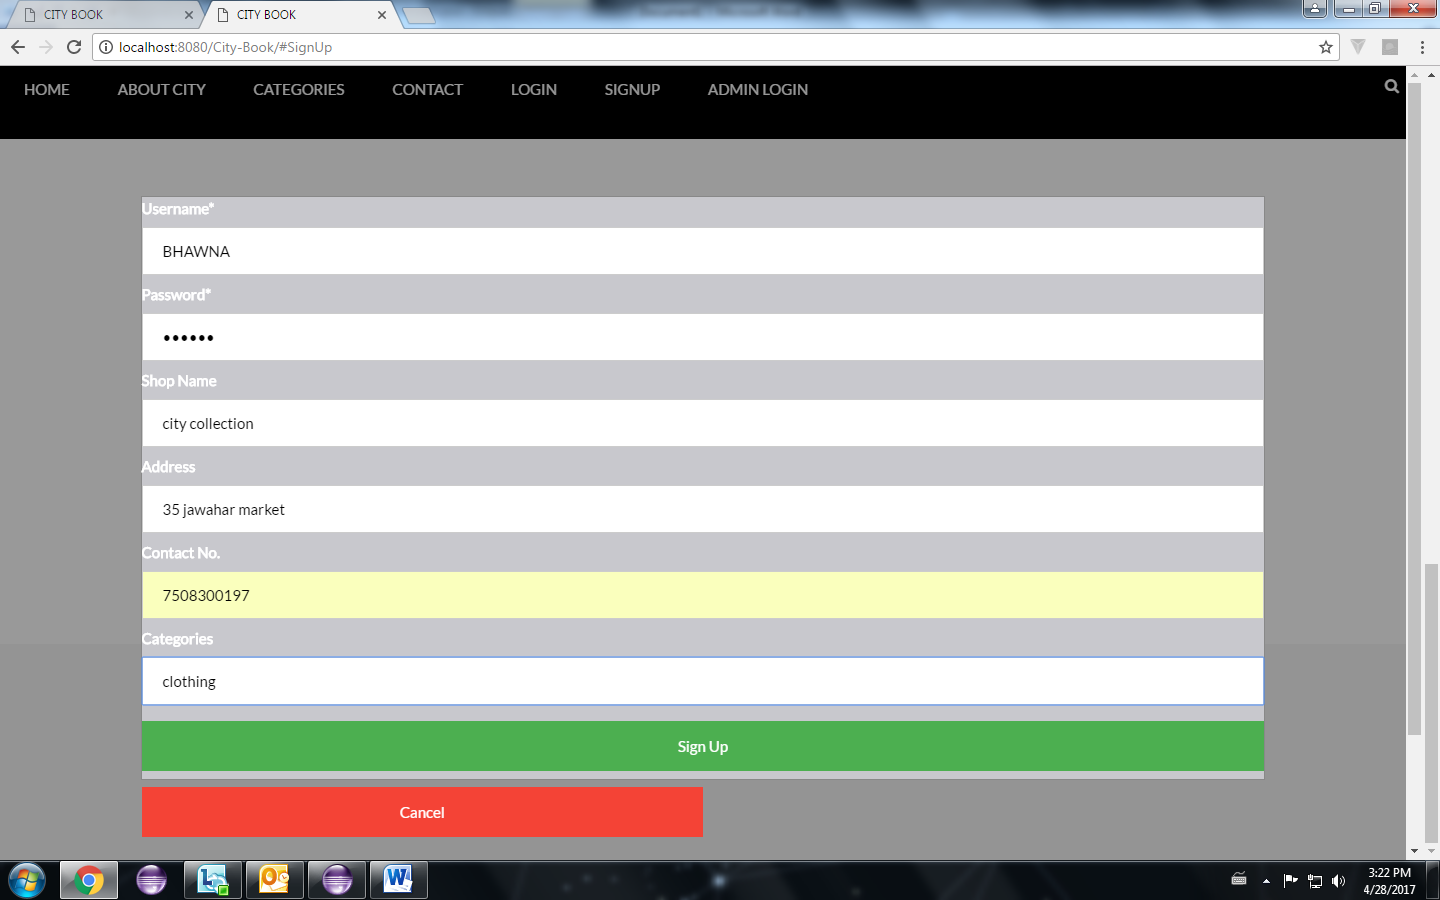 CITY BOOK
CITY BOOK
localhost:8080/City-Book/#SignUp
HOME ABOUT CITY CATEGORIES CONTACT LOGIN SIGNUP ADMIN LOGIN
Username*
BHAWNA
Password*
••••••
Shop Name
city collection
Address
35 jawahar market
Contact No.
7508300197
Categories
clothing
Sign Up
Cancel
3:22 PM
4/28/2017